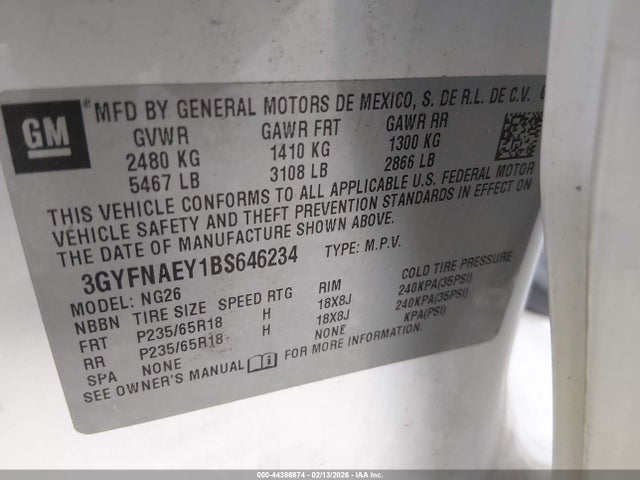 GM
*MFD BY GENERAL MOTORS DE MEXICO, S. DE R.L. DE C.V.
GVWR GAWR FRT GAWR RR
2480 KG 1410 KG 1300 KG
5467 LB 3108 LB 2866 LB
THIS VEHICLE CONFORMS TO ALL APPLICABLE U.S. FEDERAL MOTOR
VEHICLE SAFETY AND THEFT PREVENTION STANDARDS IN EFFECT ON
THE DATE OF MANUFACTURE SHOWN ABOVE.
3GYFNAEY1BS646234 TYPE: M.P.V.
MODEL: NG26
NBBN TIRE SIZE SPEED RTG RIM COLD TIRE PRESSURE
FRT P235/65R18 H 18X8J 240KPA(35PSI)
RR P235/65R18 H 18X8J 240KPA(35PSI)
SPA NONE NONE KPA(PSI)
SEE OWNER'S MANUAL FOR MORE INFORMATION.
000-44386874 02/13/2026 - IAA Inc.